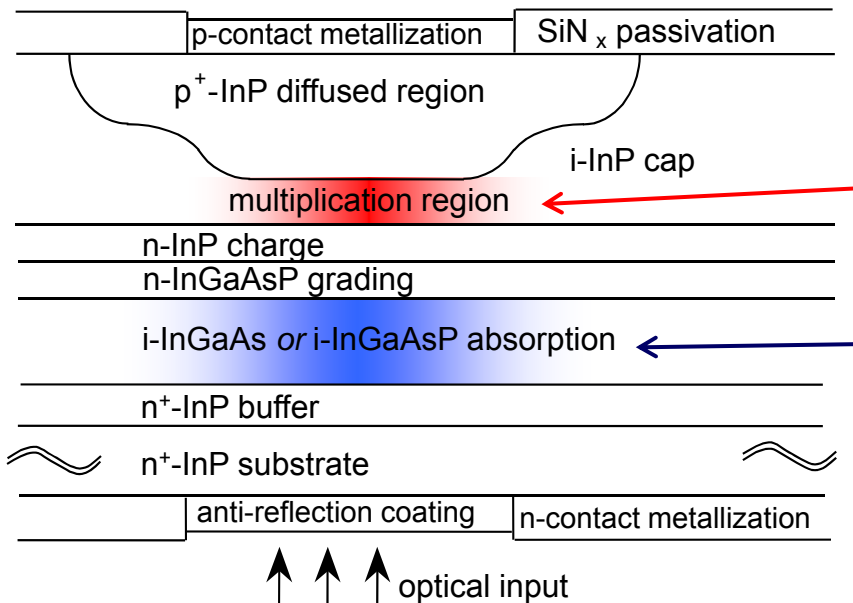 p-contact metallization
SiN x passivation
p+-InP diffused region
i-InP cap
multiplication region
n-InP charge
n-InGaAsP grading
i-InGaAs or i-InGaAsP absorption
n+-InP buffer
n+-InP substrate
anti-reflection coating
n-contact metallization
optical input